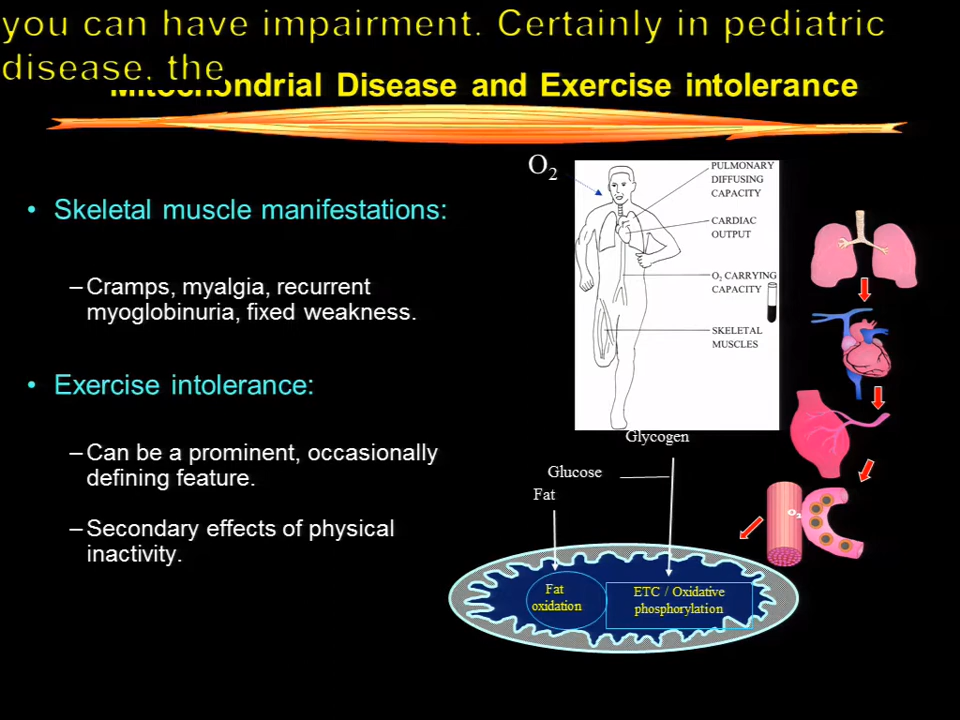 you can have impairment. Certainly in pediatric
disease, the
Mitochondrial Disease and Exercise intolerance
• Skeletal muscle manifestations:
– Cramps, myalgia, recurrent
myoglobinuria, fixed weakness.
• Exercise intolerance:
– Can be a prominent, occasionally
defining feature.
– Secondary effects of physical
inactivity.
O2
PULMONARY
DIFFUSING
CAPACITY
CARDIAC
OUTPUT
O2 CARRYING
CAPACITY
SKELETAL
MUSCLES
Glycogen
Glucose
Fat
O2
Fat
oxidation
ETC / Oxidative
phosphorylation